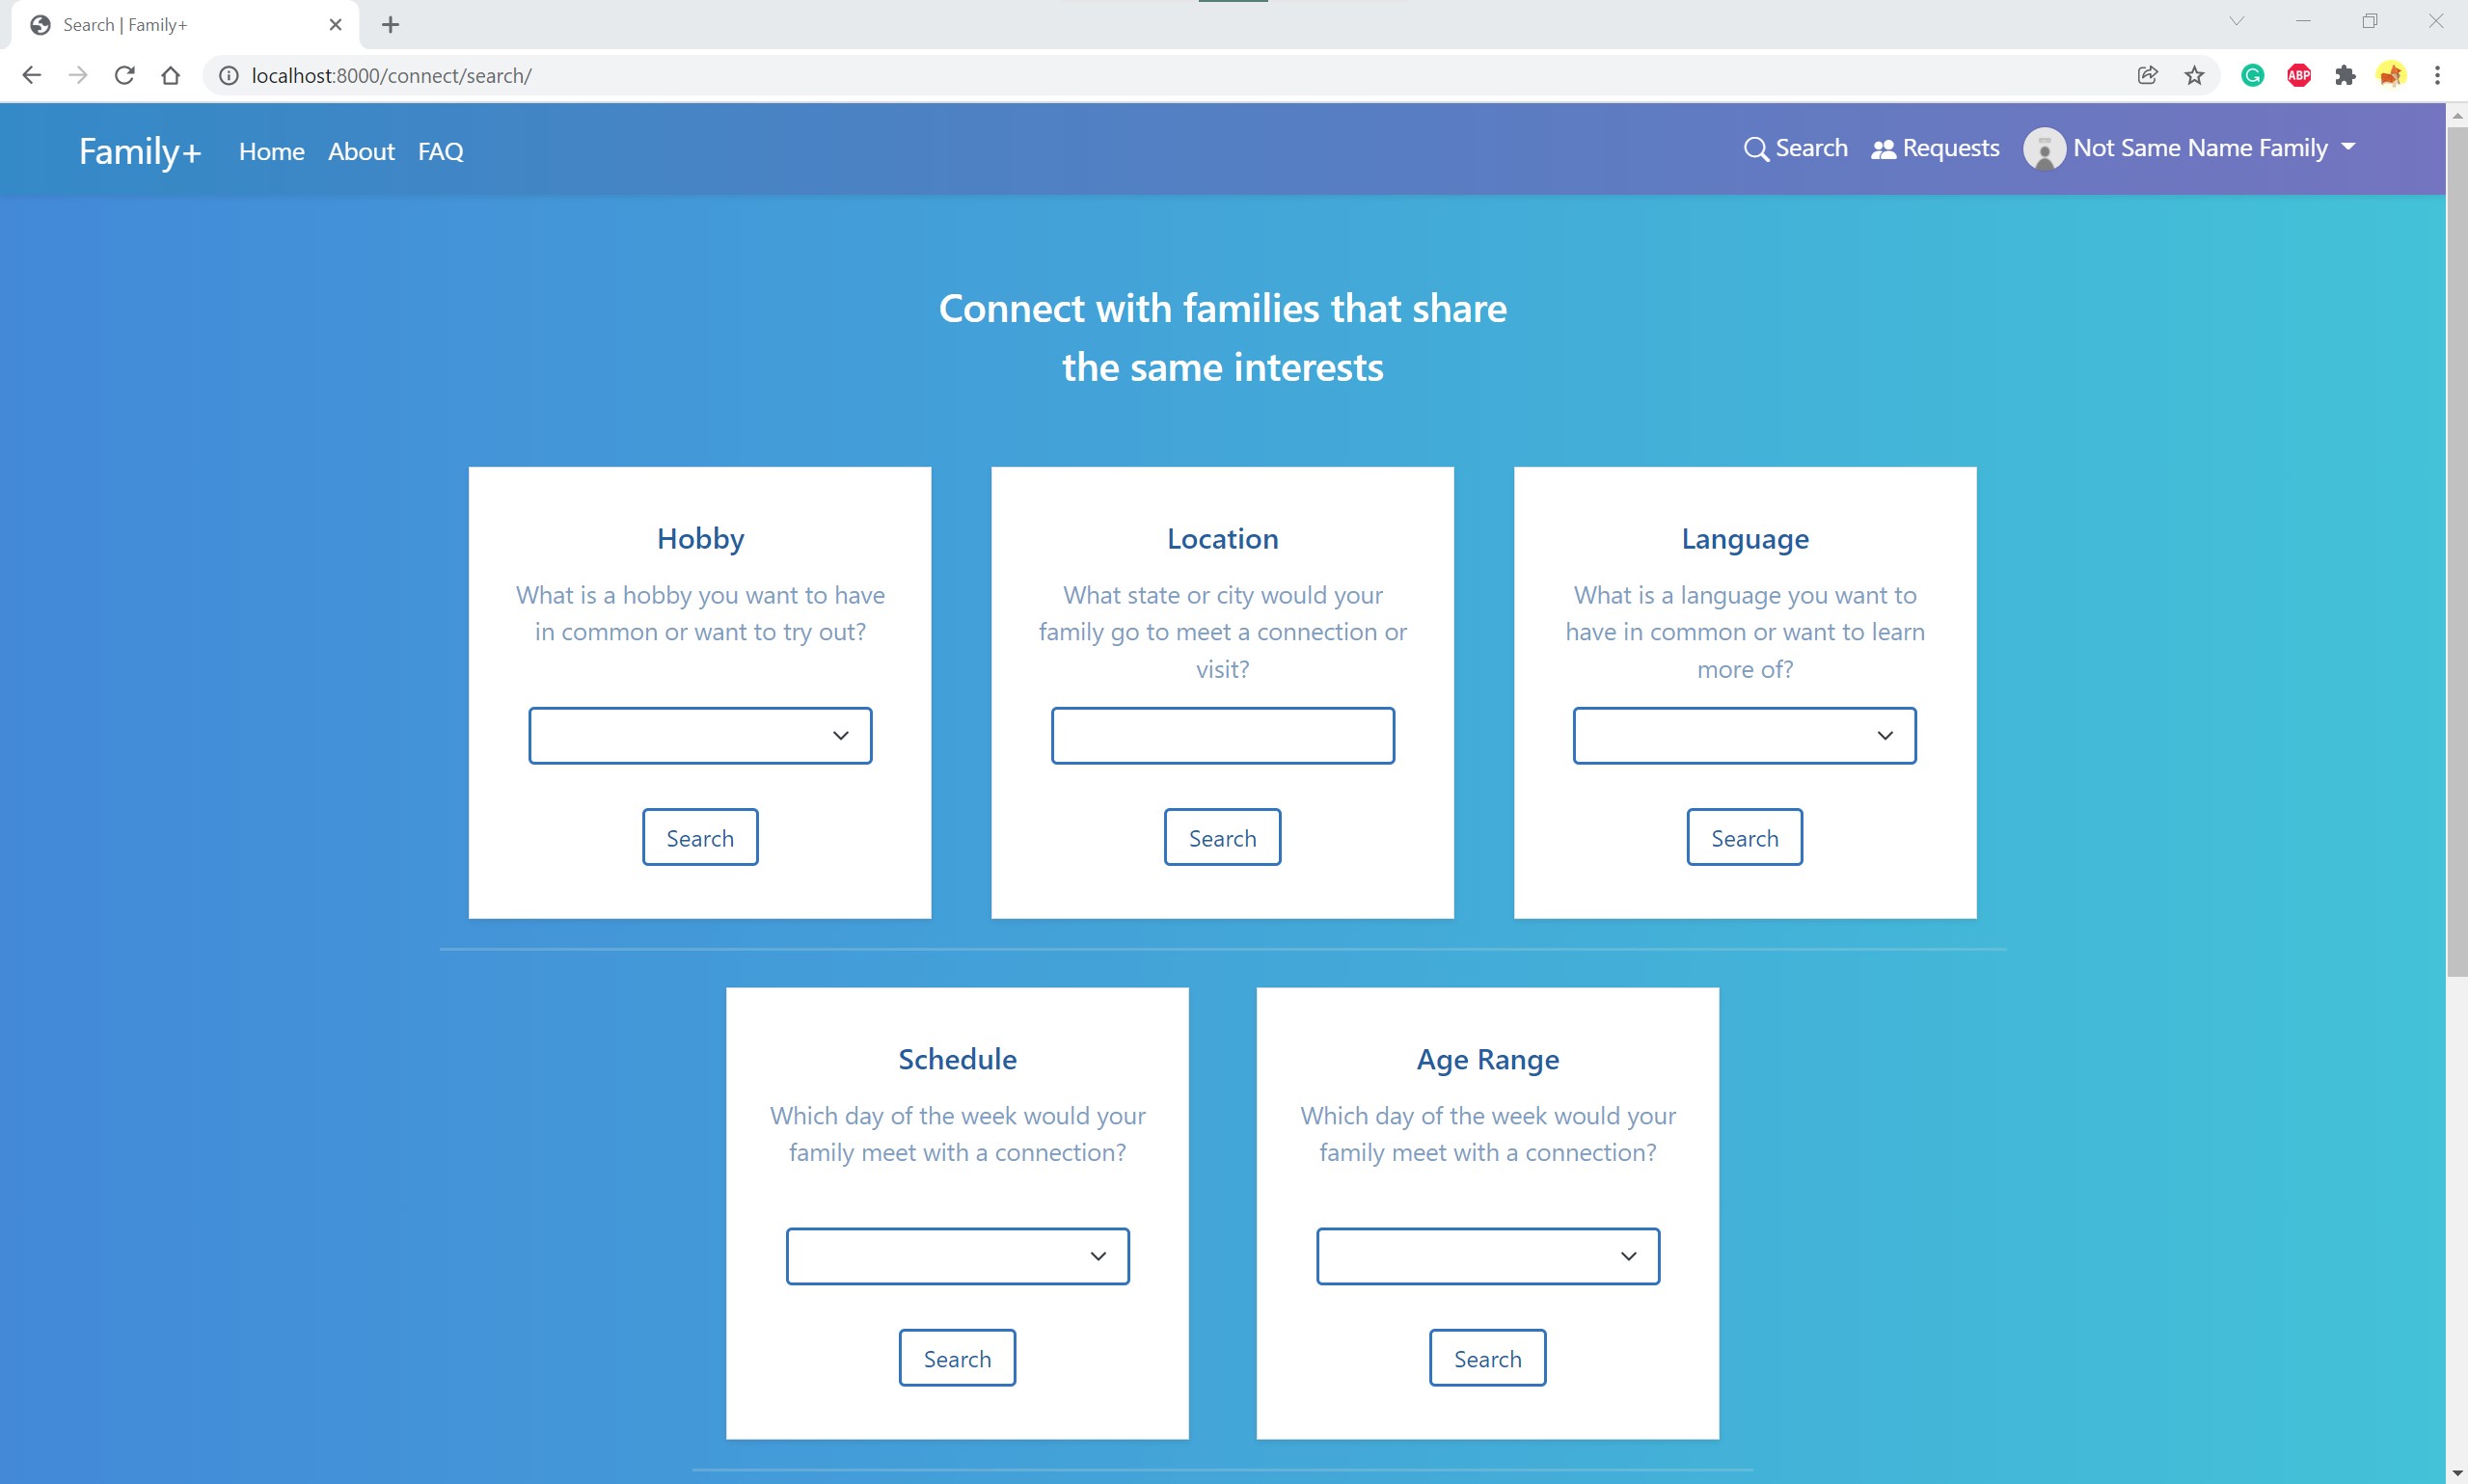 Search | Family+
localhost:8000/connect/search/
ABP
Family+ Home About FAQ Search Requests Not Same Name Family
Connect with families that share
the same interests
Hobby
What is a hobby you want to have
in common or want to try out?
Search
Location
What state or city would your
family go to meet a connection or
visit?
Search
Language
What is a language you want to
have in common or want to learn
more of?
Search
Schedule
Which day of the week would your
family meet with a connection?
Search
Age Range
Which day of the week would your
family meet with a connection?
Search